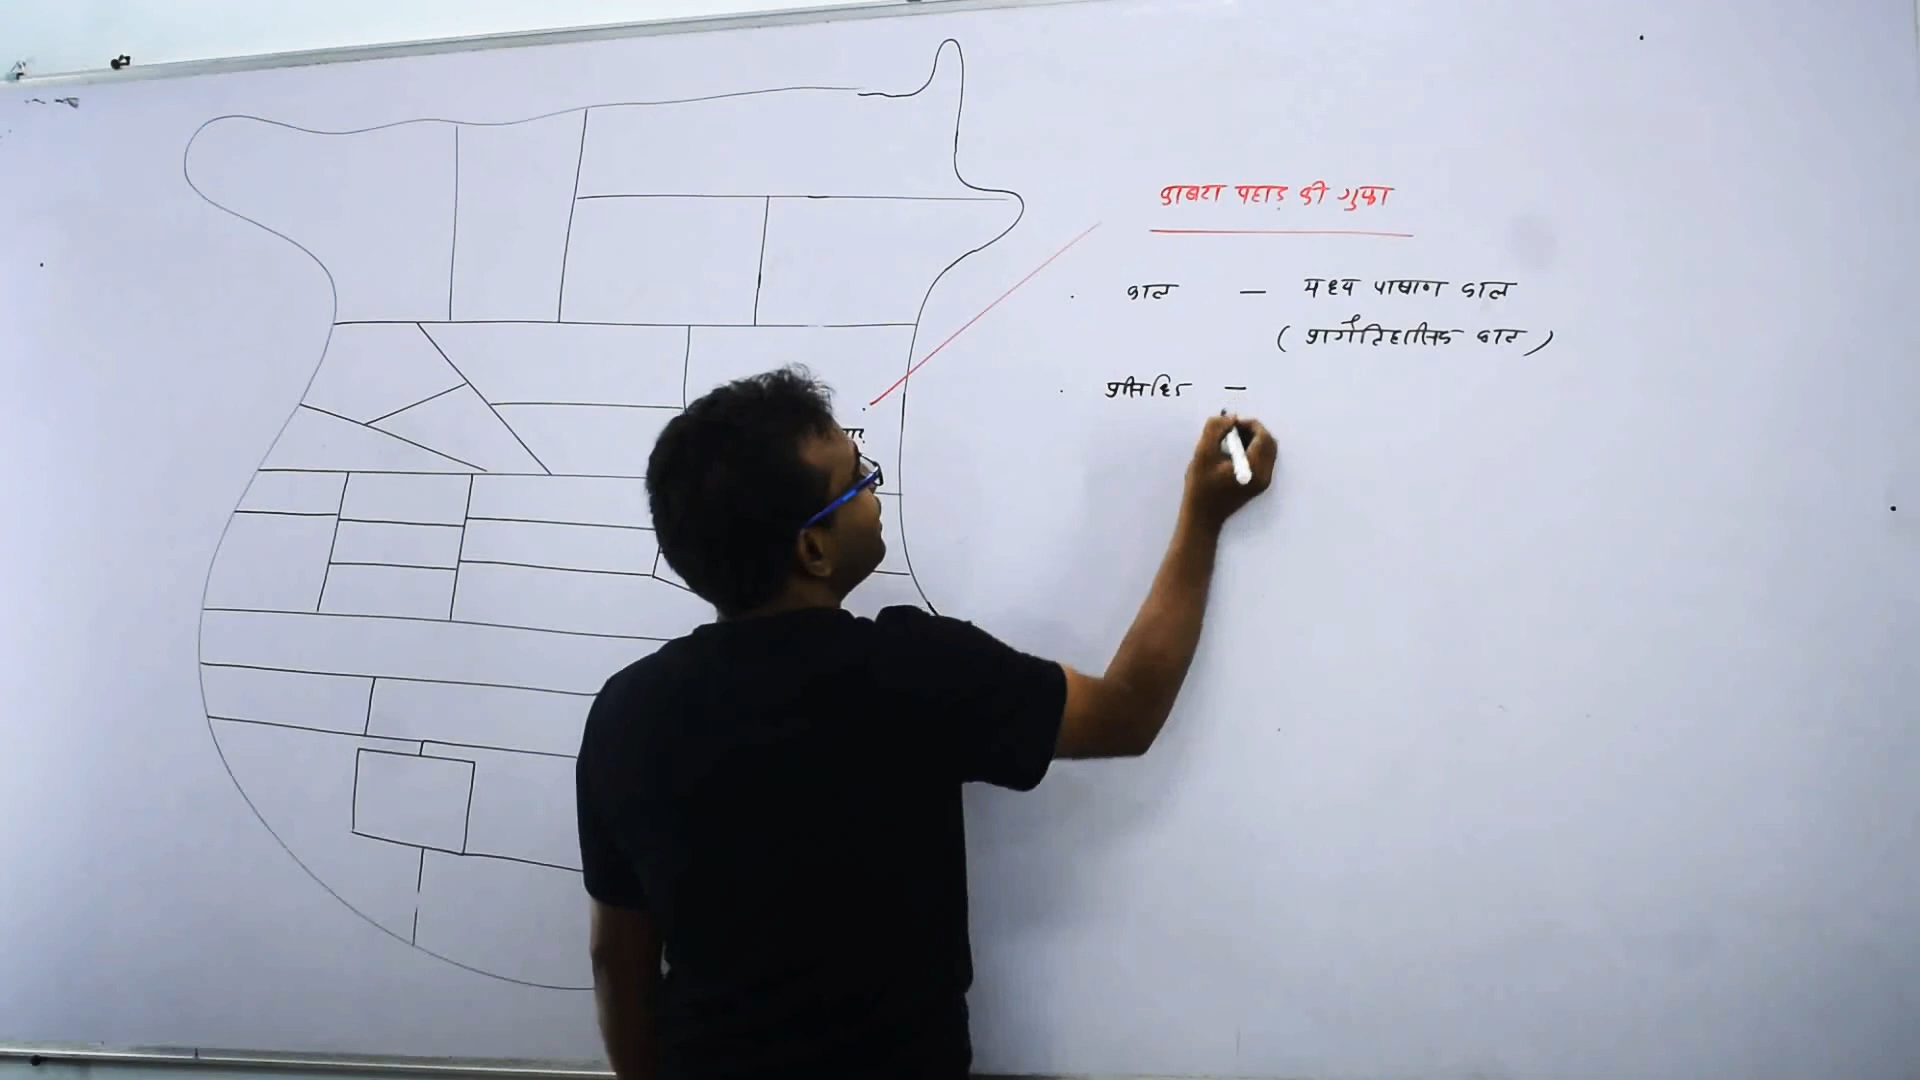 काबरा पहाड़ की गुफा
काल — मध्य पाषाण काल
( प्रागैतिहासिक काल )
प्रसिद्धि —